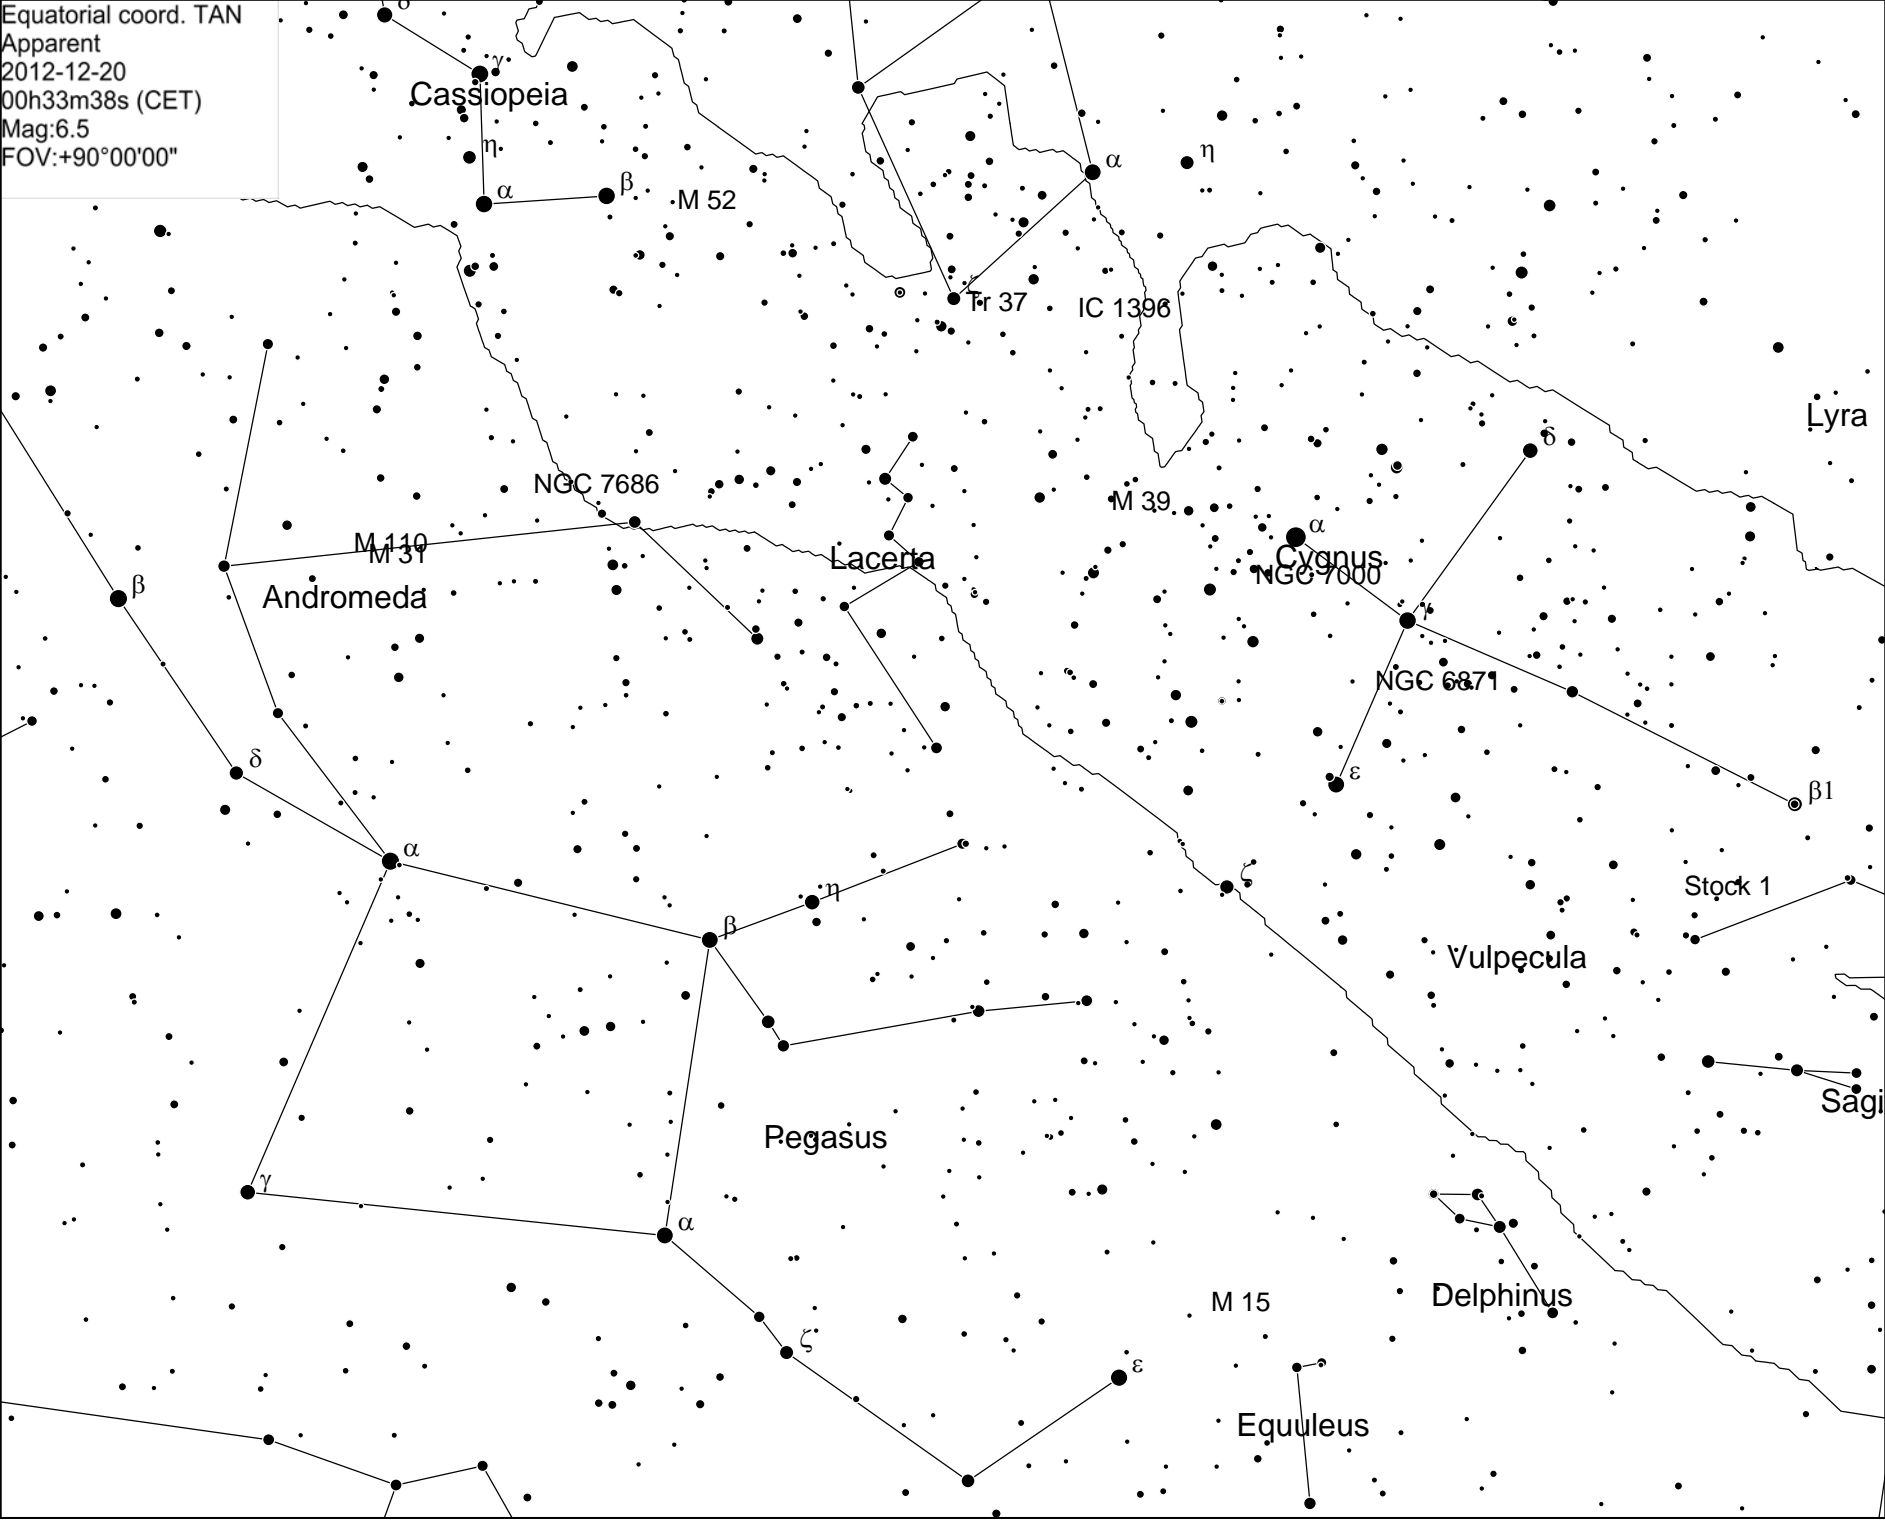 Equatorial coord. TAN
Apparent
2012-12-20
00h33m38s (CET)
Mag:6.5
FOV:+90°00'00"
δ
γ
Cassiopeia
η
α
β
M 52
α
η
ζ
Tr 37
IC 1396
Lyra
δ
NGC 7686
M 39
α
M 110
M 31
Lacerta
Cygnus
NGC 7000
β
Andromeda
γ
NGC 6871
δ
ε
β1
α
ζ
η
Stock 1
β
Vulpecula
Sagi
Pegasus
γ
α
Delphinus
M 15
ζ
ε
Equuleus